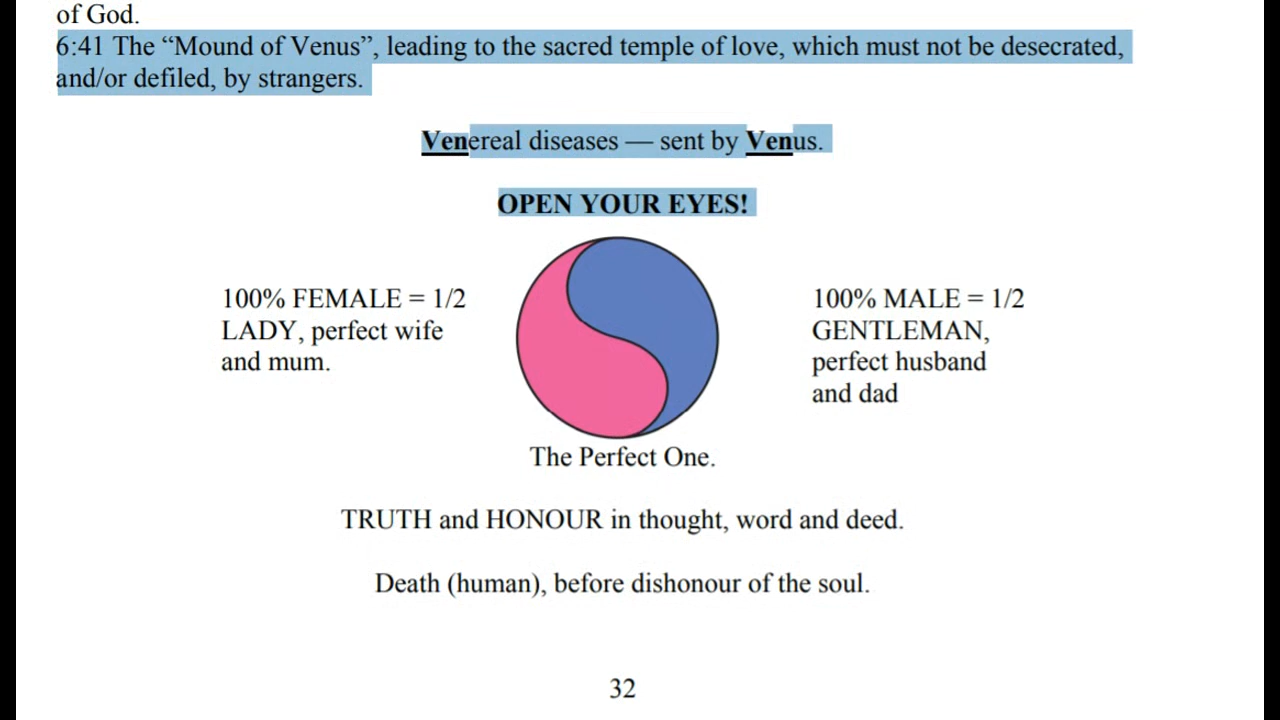 of God.
6:41 The “Mound of Venus”, leading to the sacred temple of love, which must not be desecrated,
and/or defiled, by strangers.
Venereal diseases — sent by Venus.
OPEN YOUR EYES!
100% FEMALE = 1/2
LADY, perfect wife
and mum.
100% MALE = 1/2
GENTLEMAN,
perfect husband
and dad
The Perfect One.
TRUTH and HONOUR in thought, word and deed.
Death (human), before dishonour of the soul.
32